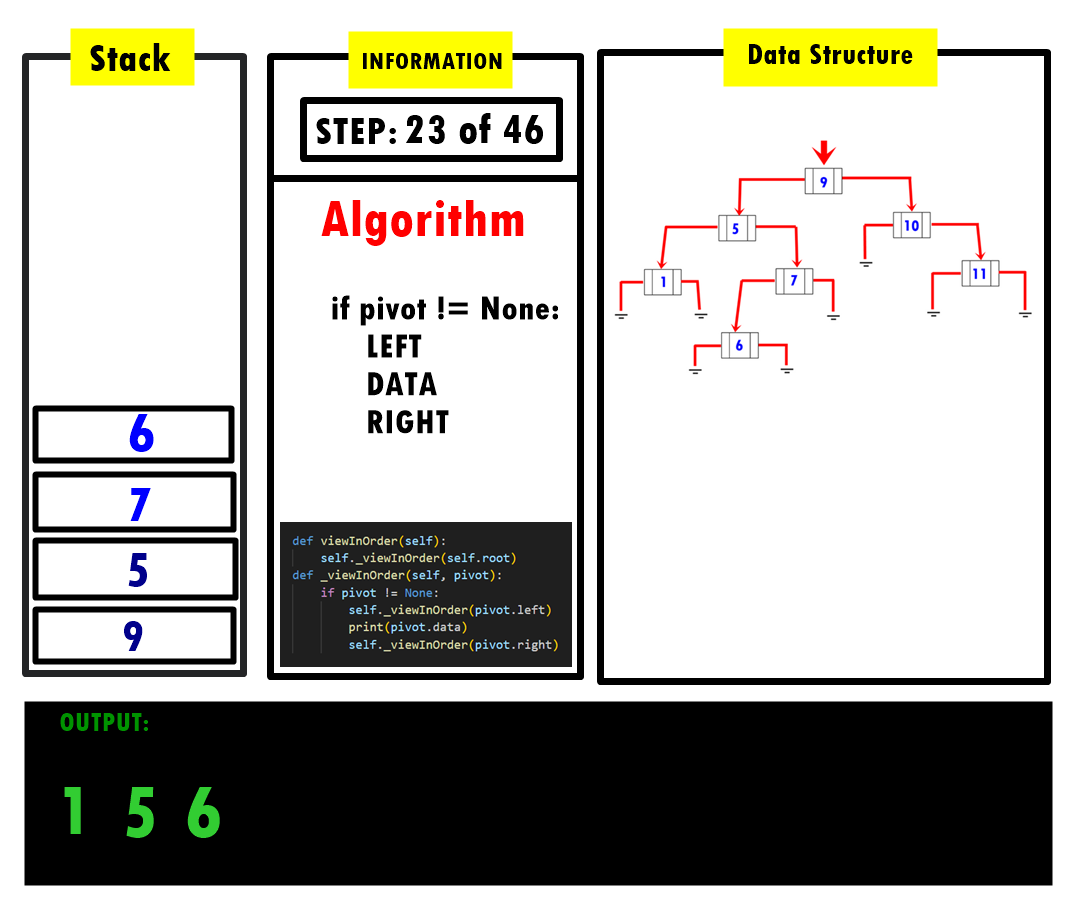 Stack
6
7
5
9
INFORMATION
STEP: 23 of 46
Algorithm
if pivot != None:
LEFT
DATA
RIGHT
def viewInOrder(self):
self._viewInOrder(self.root)
def _viewInOrder(self, pivot):
if pivot != None:
self._viewInOrder(pivot.left)
print(pivot.data)
self._viewInOrder(pivot.right)
Data Structure
9
5
10
1
7
11
6
OUTPUT:
1 5 6